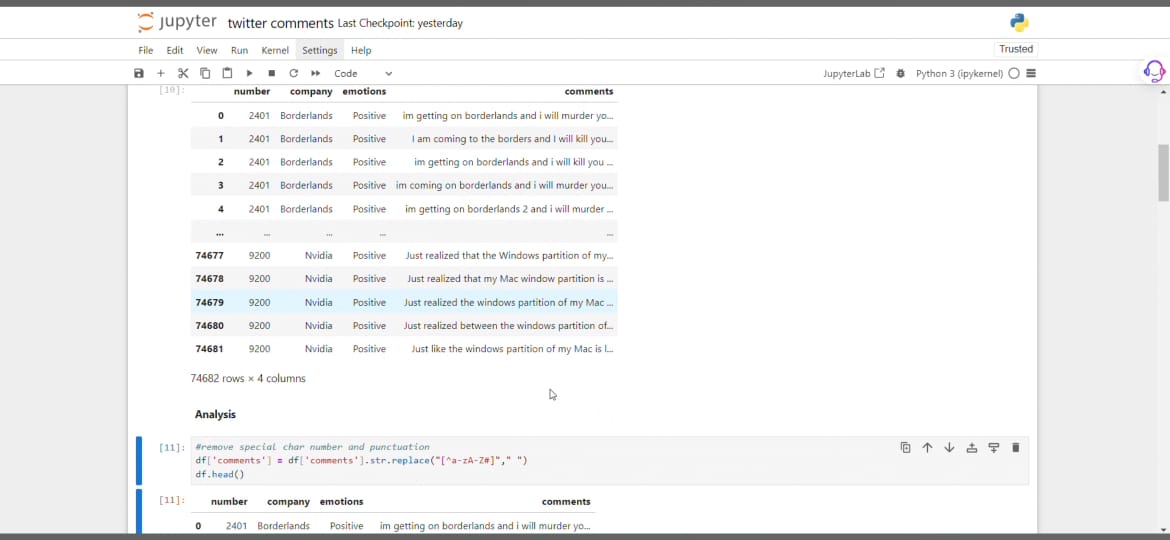 jupyter twitter comments Last Checkpoint: yesterday
File Edit View Run Kernel Settings Help Trusted
Code JupyterLab Python 3 (ipykernel)
[10]: number company emotions comments
0 2401 Borderlands Positive im getting on borderlands and i will murder yo...
1 2401 Borderlands Positive I am coming to the borders and I will kill you...
2 2401 Borderlands Positive im getting on borderlands and i will kill you ...
3 2401 Borderlands Positive im coming on borderlands and i will murder you...
4 2401 Borderlands Positive im getting on borderlands 2 and i will murder ...
... ... ... ... ...
74677 9200 Nvidia Positive Just realized that the Windows partition of my...
74678 9200 Nvidia Positive Just realized that my Mac window partition is ...
74679 9200 Nvidia Positive Just realized the windows partition of my Mac ...
74680 9200 Nvidia Positive Just realized between the windows partition of...
74681 9200 Nvidia Positive Just like the windows partition of my Mac is l...
74682 rows × 4 columns
Analysis
[11]: #remove special char number and punctuation
df['comments'] = df['comments'].str.replace("[^a-zA-Z#]"," ")
df.head()
[11]: number company emotions comments
0 2401 Borderlands Positive im getting on borderlands and i will murder yo...